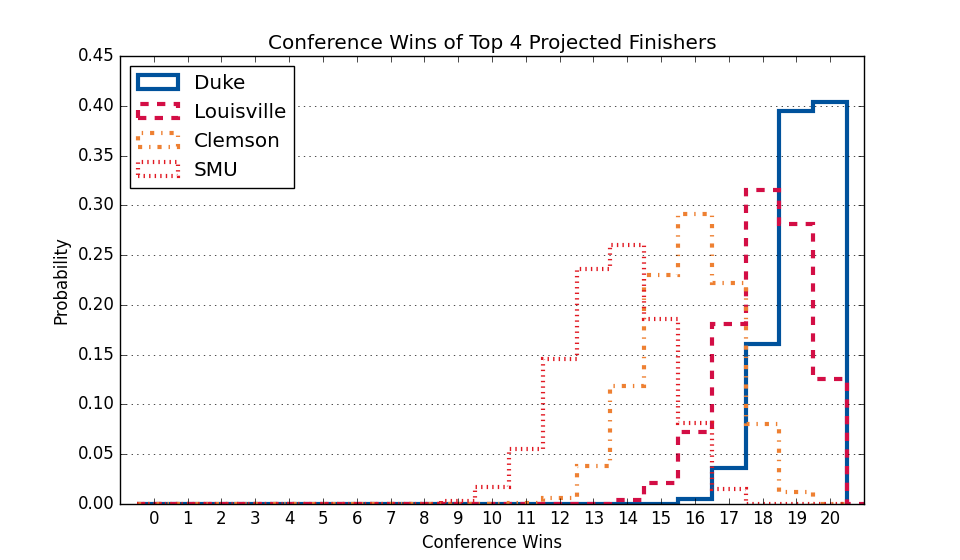 Conference Wins of Top 4 Projected Finishers
0.45
0.40
0.35
0.30
0.25
0.20
0.15
0.10
0.05
0.00
Probability
Duke
Louisville
Clemson
SMU
0 1 2 3 4 5 6 7 8 9 10 11 12 13 14 15 16 17 18 19 20
Conference Wins